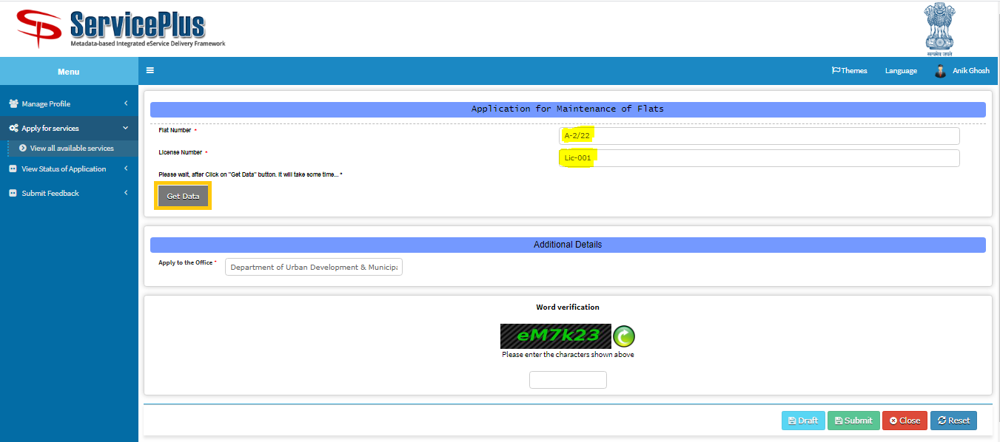 ServicePlus
Metadata-based Integrated eService Delivery Framework
सत्यमेव जयते
Menu
Themes Language Anik Ghosh
Manage Profile
Apply for services
View all available services
View Status of Application
Submit Feedback
Application for Maintenance of Flats
Flat Number * A-2/22
License Number * Lic-001
Please wait, after Click on "Get Data" button. It will take some time... *
Get Data
Additional Details
Apply to the Office * Department of Urban Development & Municipa
Word verification
eM7k23
Please enter the characters shown above
Draft Submit Close Reset